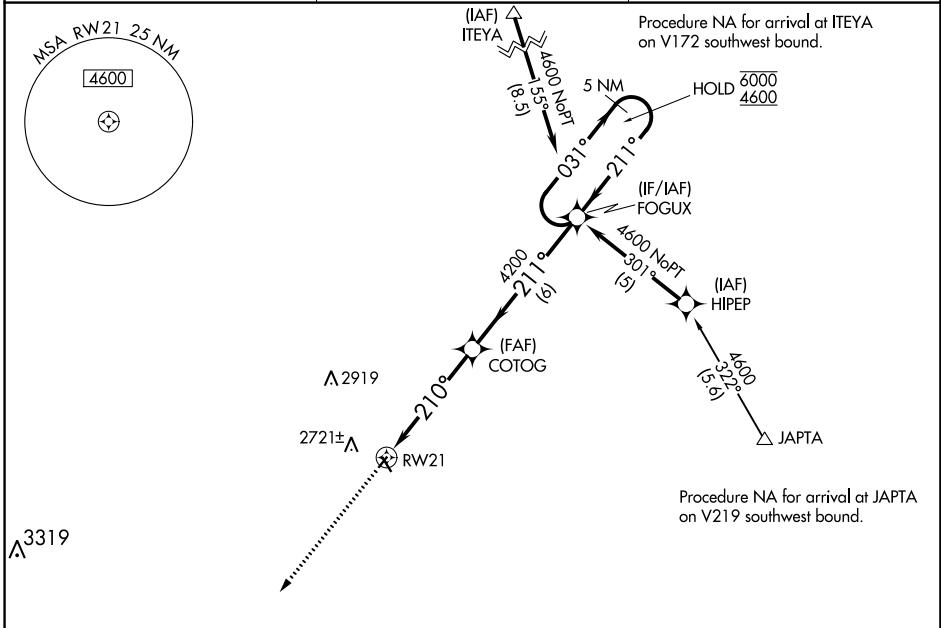 MSA RW21 25 NM
4600
(IAF)
ITEYA
4600 NoPT
155°
(8.5)
Procedure NA for arrival at ITEYA
on V172 southwest bound.
5 NM
HOLD 6000
4600
031°
211°
(IF/IAF)
FOGUX
4600 NoPT
301°
(5)
(IAF)
HIPEP
4200
211°
(6)
(FAF)
COTOG
4600
322°
(5.6)
JAPTA
2919
210°
2721±
RW21
Procedure NA for arrival at JAPTA
on V219 southwest bound.
3319